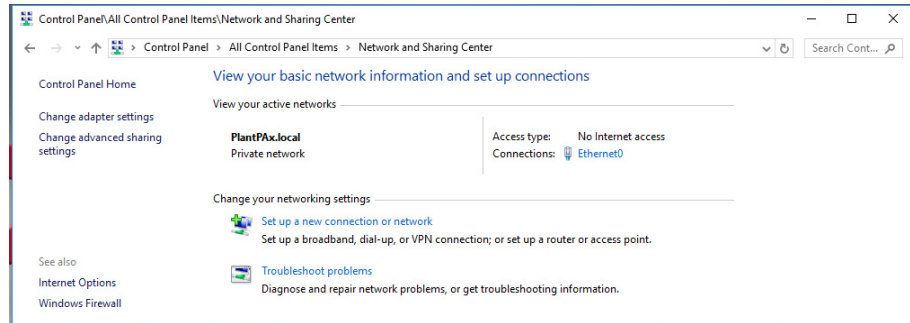 Control Panel\All Control Panel Items\Network and Sharing Center
Control Panel > All Control Panel Items > Network and Sharing Center
Search Cont...
Control Panel Home
Change adapter settings
Change advanced sharing
settings
View your basic network information and set up connections
View your active networks
PlantPAx.local
Private network
Access type: No Internet access
Connections: Ethernet0
Change your networking settings
Set up a new connection or network
Set up a broadband, dial-up, or VPN connection; or set up a router or access point.
Troubleshoot problems
Diagnose and repair network problems, or get troubleshooting information.
See also
Internet Options
Windows Firewall